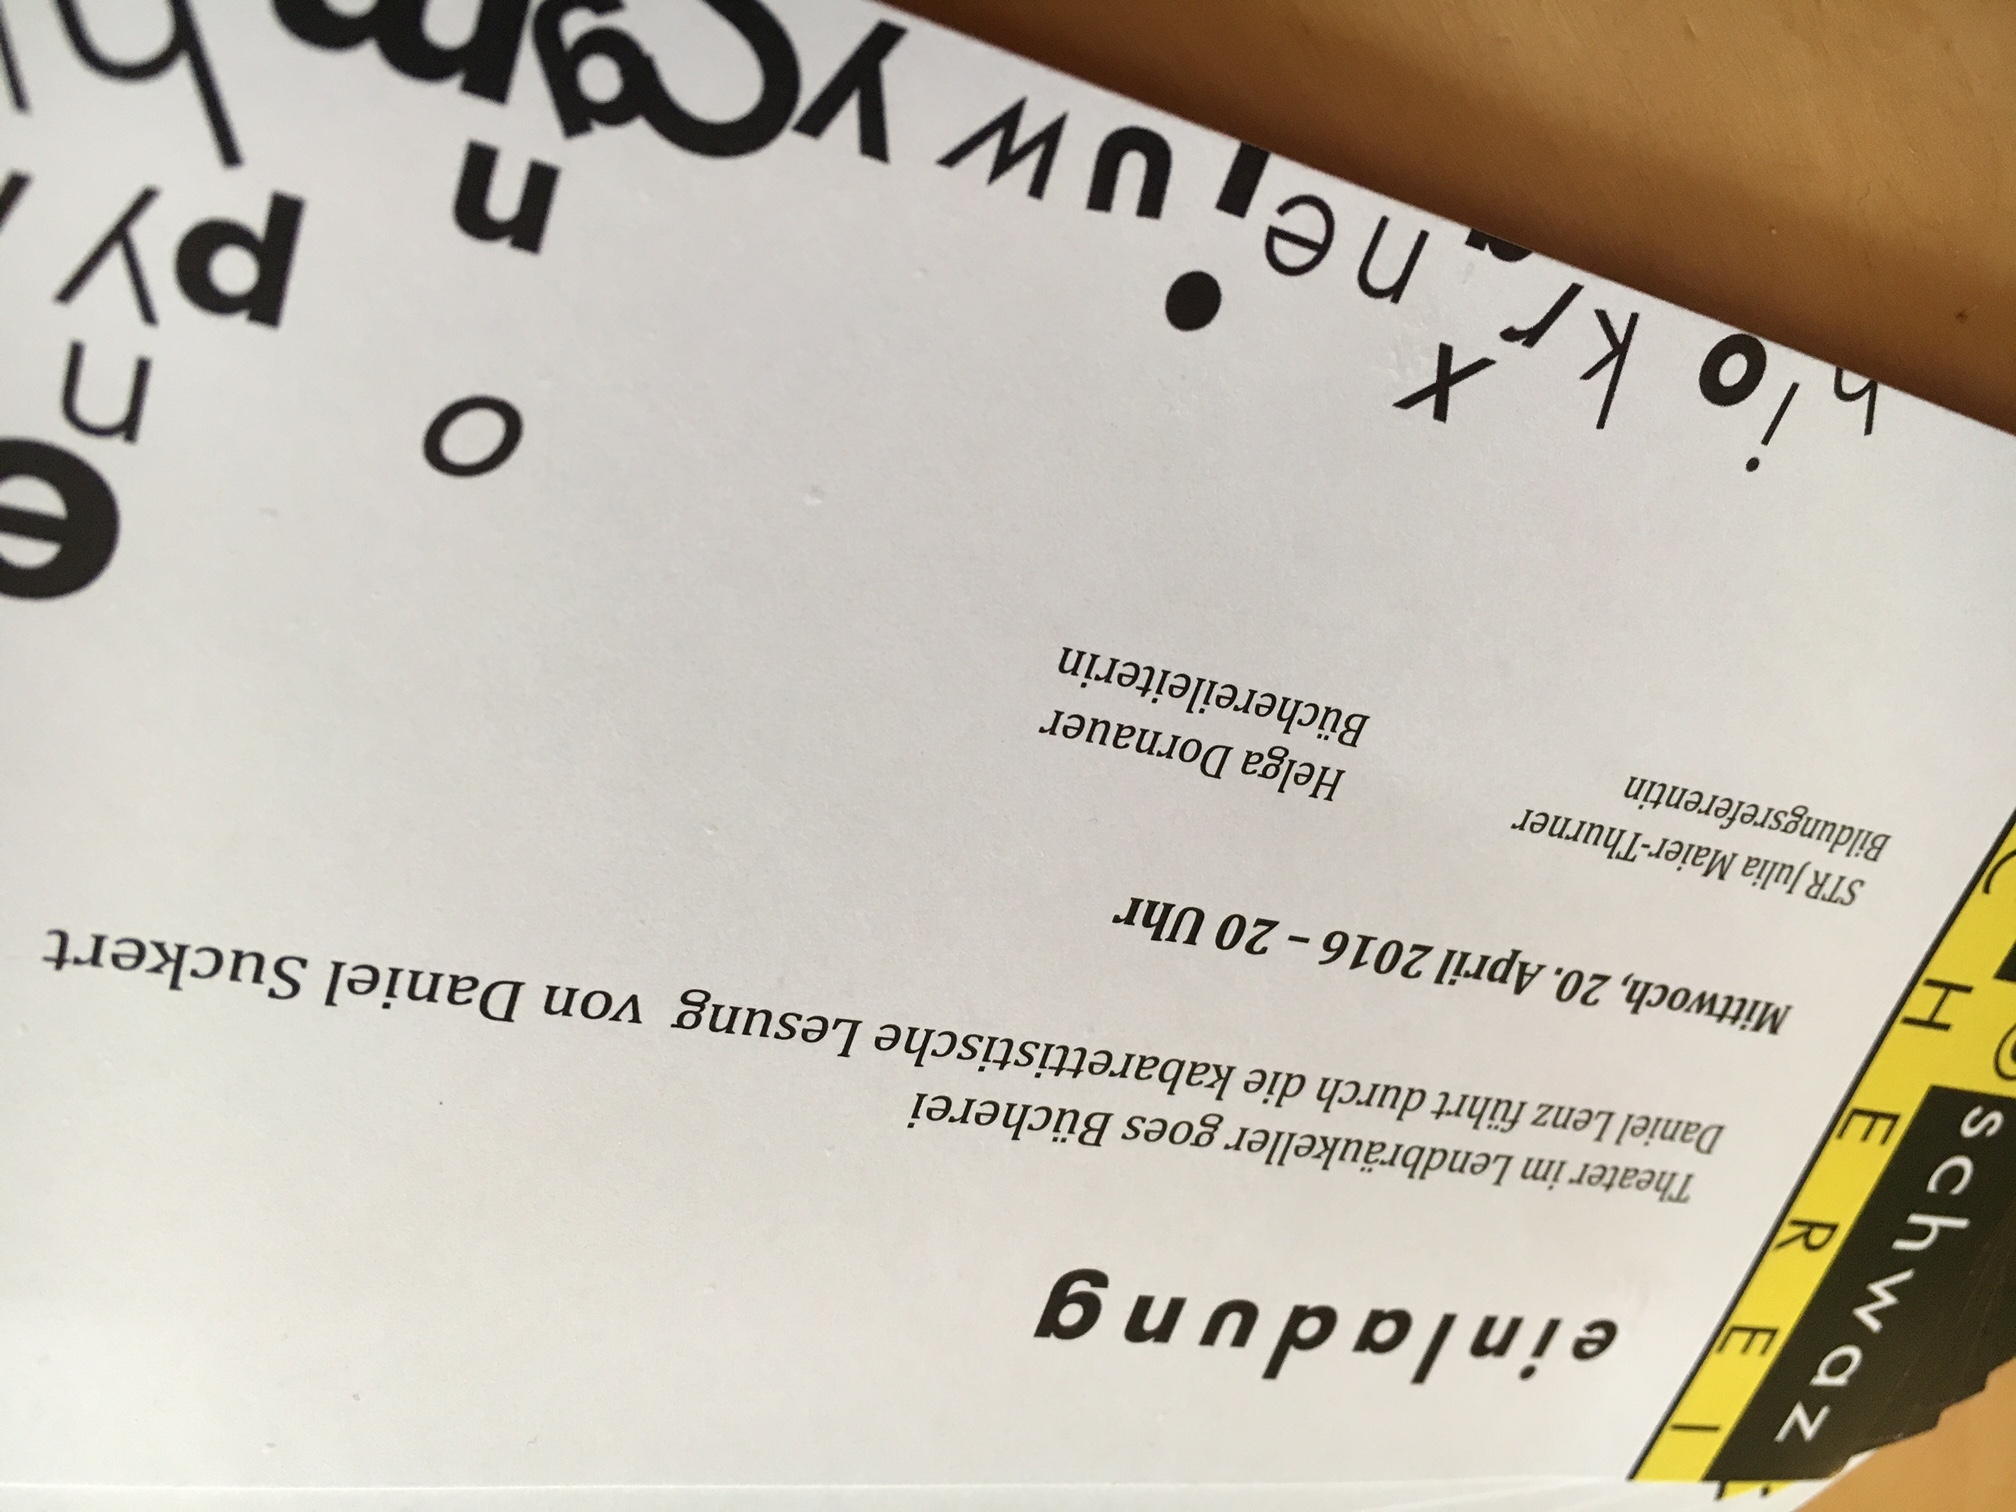 einladung
Theater im Lendbräukeller goes Bücherei
Daniel Lenz führt durch die kabarettistische Lesung von Daniel Suckert
Mittwoch, 20. April 2016 – 20 Uhr
STR Julia Maier-Thurner
Bildungsreferentin
Helga Dornauer
Büchereileiterin
CHEREI
schwaz
h i o k r x n e i u w y
o n p y n e